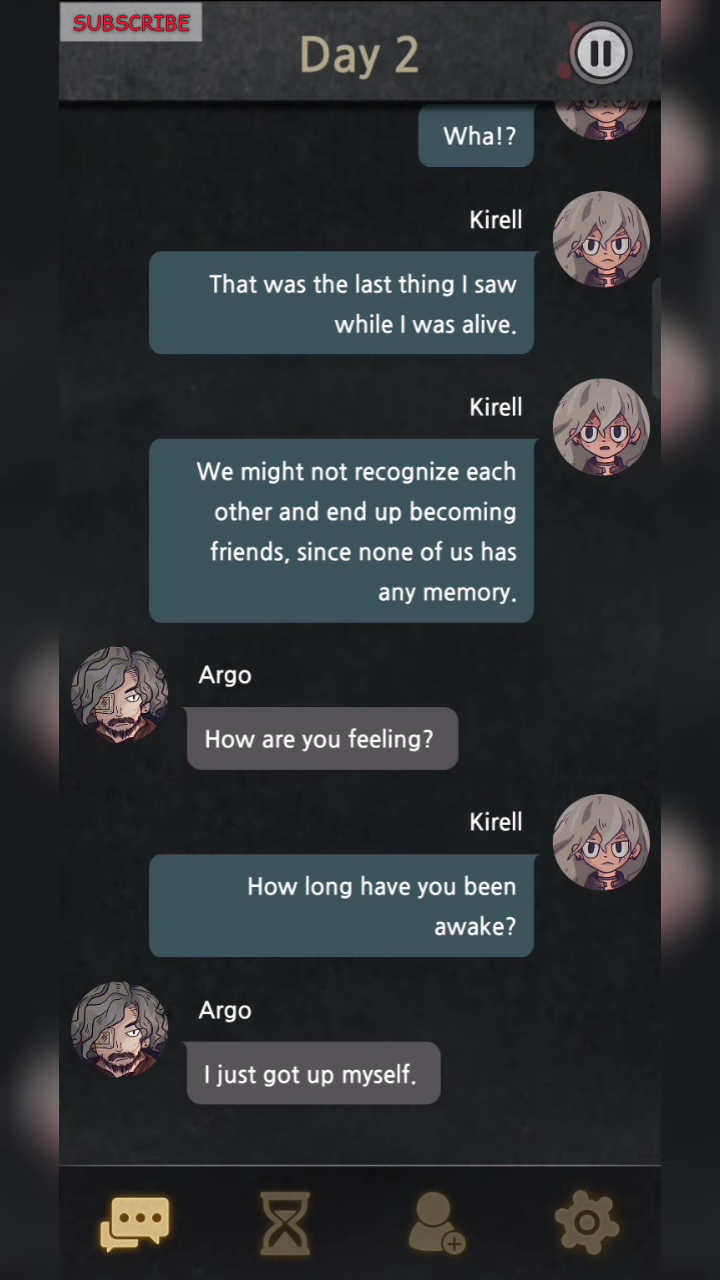 SUBSCRIBE
Day 2
Wha!?
Kirell
That was the last thing I saw
while I was alive.
Kirell
We might not recognize each
other and end up becoming
friends, since none of us has
any memory.
Argo
How are you feeling?
Kirell
How long have you been
awake?
Argo
I just got up myself.